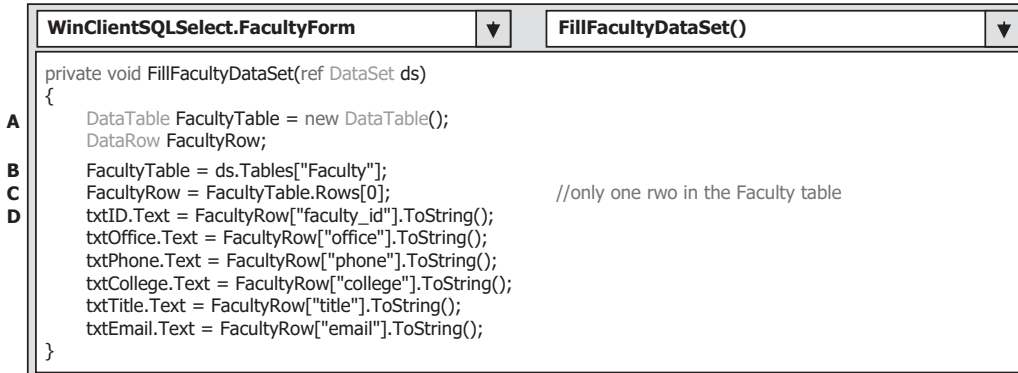 WinClientSQLSelect.FacultyForm FillFacultyDataSet()
private void FillFacultyDataSet(ref DataSet ds)
{
A DataTable FacultyTable = new DataTable();
DataRow FacultyRow;
B FacultyTable = ds.Tables["Faculty"];
C FacultyRow = FacultyTable.Rows[0]; //only one rwo in the Faculty table
D txtID.Text = FacultyRow["faculty_id"].ToString();
txtOffice.Text = FacultyRow["office"].ToString();
txtPhone.Text = FacultyRow["phone"].ToString();
txtCollege.Text = FacultyRow["college"].ToString();
txtTitle.Text = FacultyRow["title"].ToString();
txtEmail.Text = FacultyRow["email"].ToString();
}